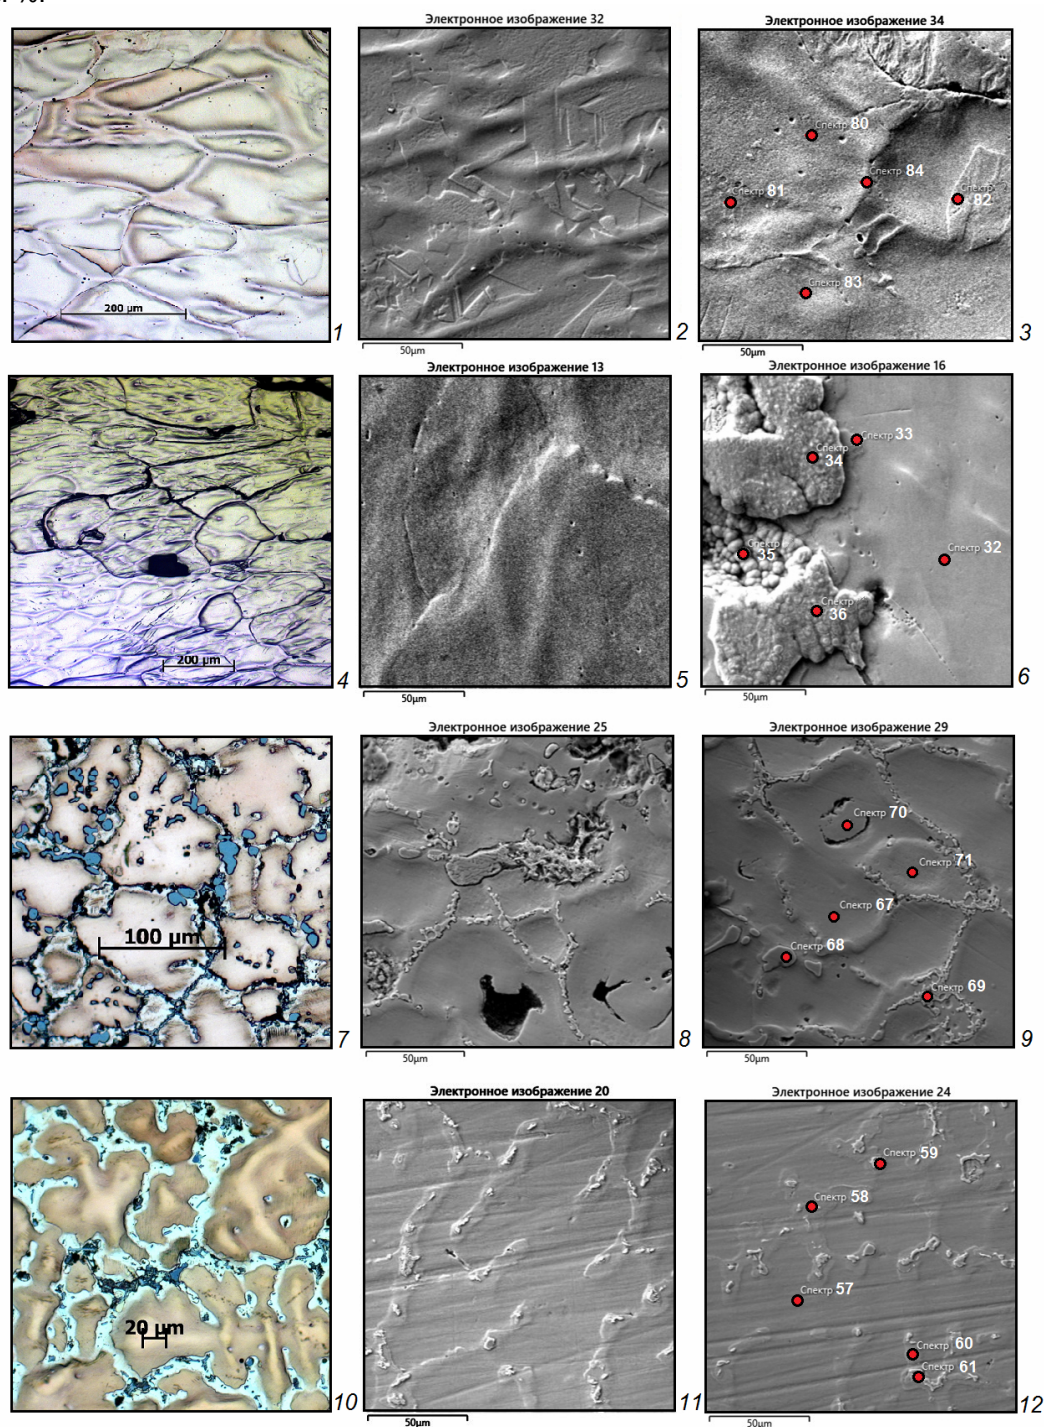 Электронное изображение 32
Электронное изображение 34
Спектр 80
Спектр 84
Спектр 81
Спектр
82
Спектр 83
200 µm
1
50µm
2
50µm
3
Электронное изображение 13
Электронное изображение 16
Спектр 33
Спектр
34
Спектр
35
Спектр 32
Спектр
36
200 µm
4
50µm
5
50µm
6
Электронное изображение 25
Электронное изображение 29
Спектр 70
Спектр 71
Спектр 67
Спектр 68
Спектр 69
100 µm
7
50µm
8
50µm
9
Электронное изображение 20
Электронное изображение 24
Спектр 59
Спектр 58
Спектр 57
Спектр 60
Спектр 61
20 µm
10
50µm
11
50µm
12